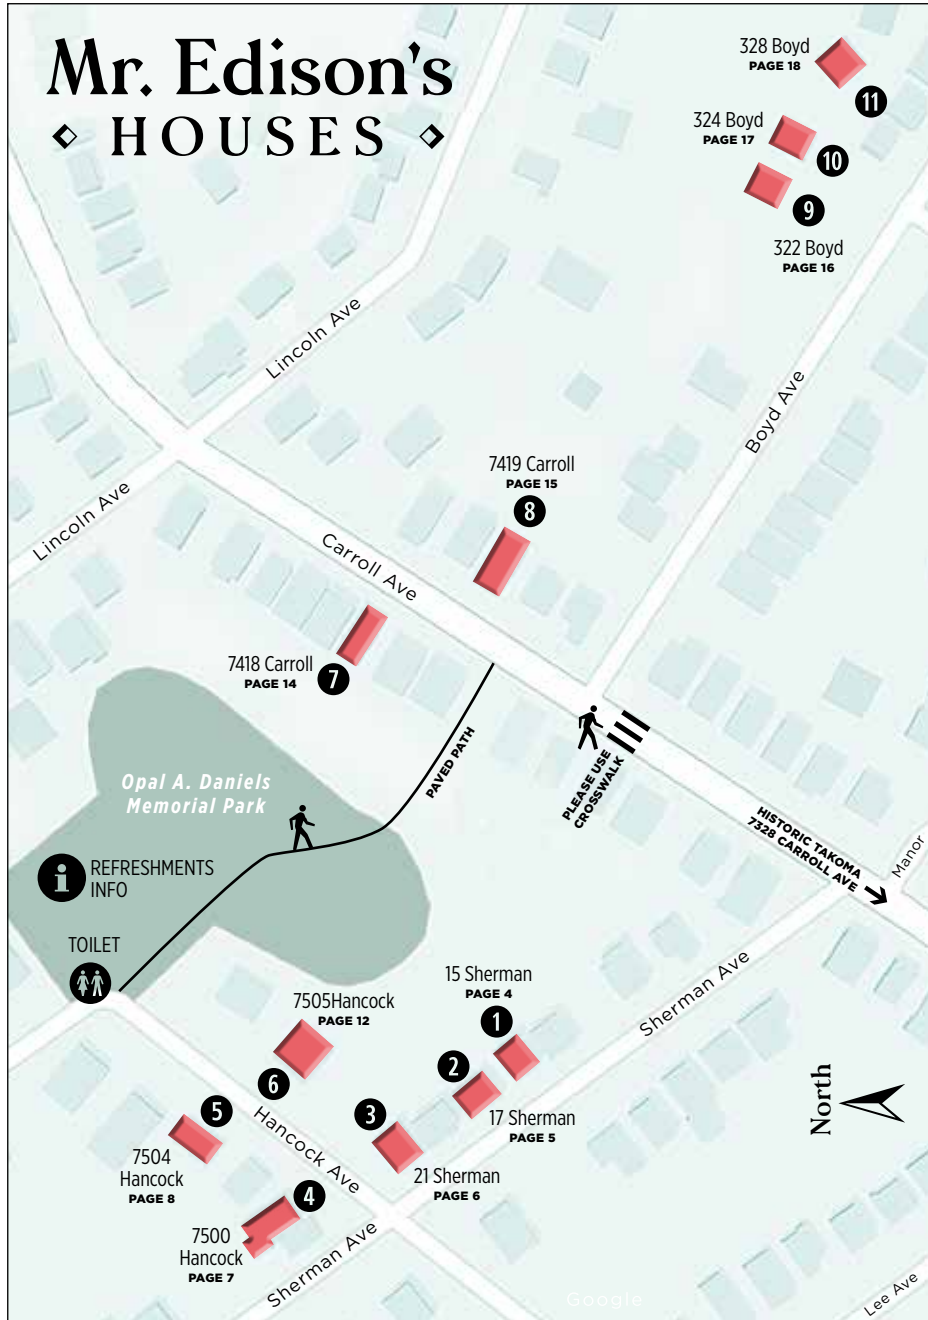 Mr. Edison's
HOUSES
328 Boyd
PAGE 18
11
324 Boyd
PAGE 17
10
9
322 Boyd
PAGE 16
Lincoln Ave
Boyd Ave
7419 Carroll
PAGE 15
8
Lincoln Ave
Carroll Ave
7418 Carroll
PAGE 14
7
PAVED PATH
PLEASE USE
CROSSWALK
Opal A. Daniels
Memorial Park
HISTORIC TAKOMA
7328 CARROLL AVE
Manor
i
REFRESHMENTS
INFO
TOILET
15 Sherman
PAGE 4
1
Sherman Ave
7505Hancock
PAGE 12
6
2
17 Sherman
PAGE 5
North
5
3
Hancock Ave
7504
Hancock
PAGE 8
21 Sherman
PAGE 6
4
7500
Hancock
PAGE 7
Sherman Ave
Google
Lee Ave